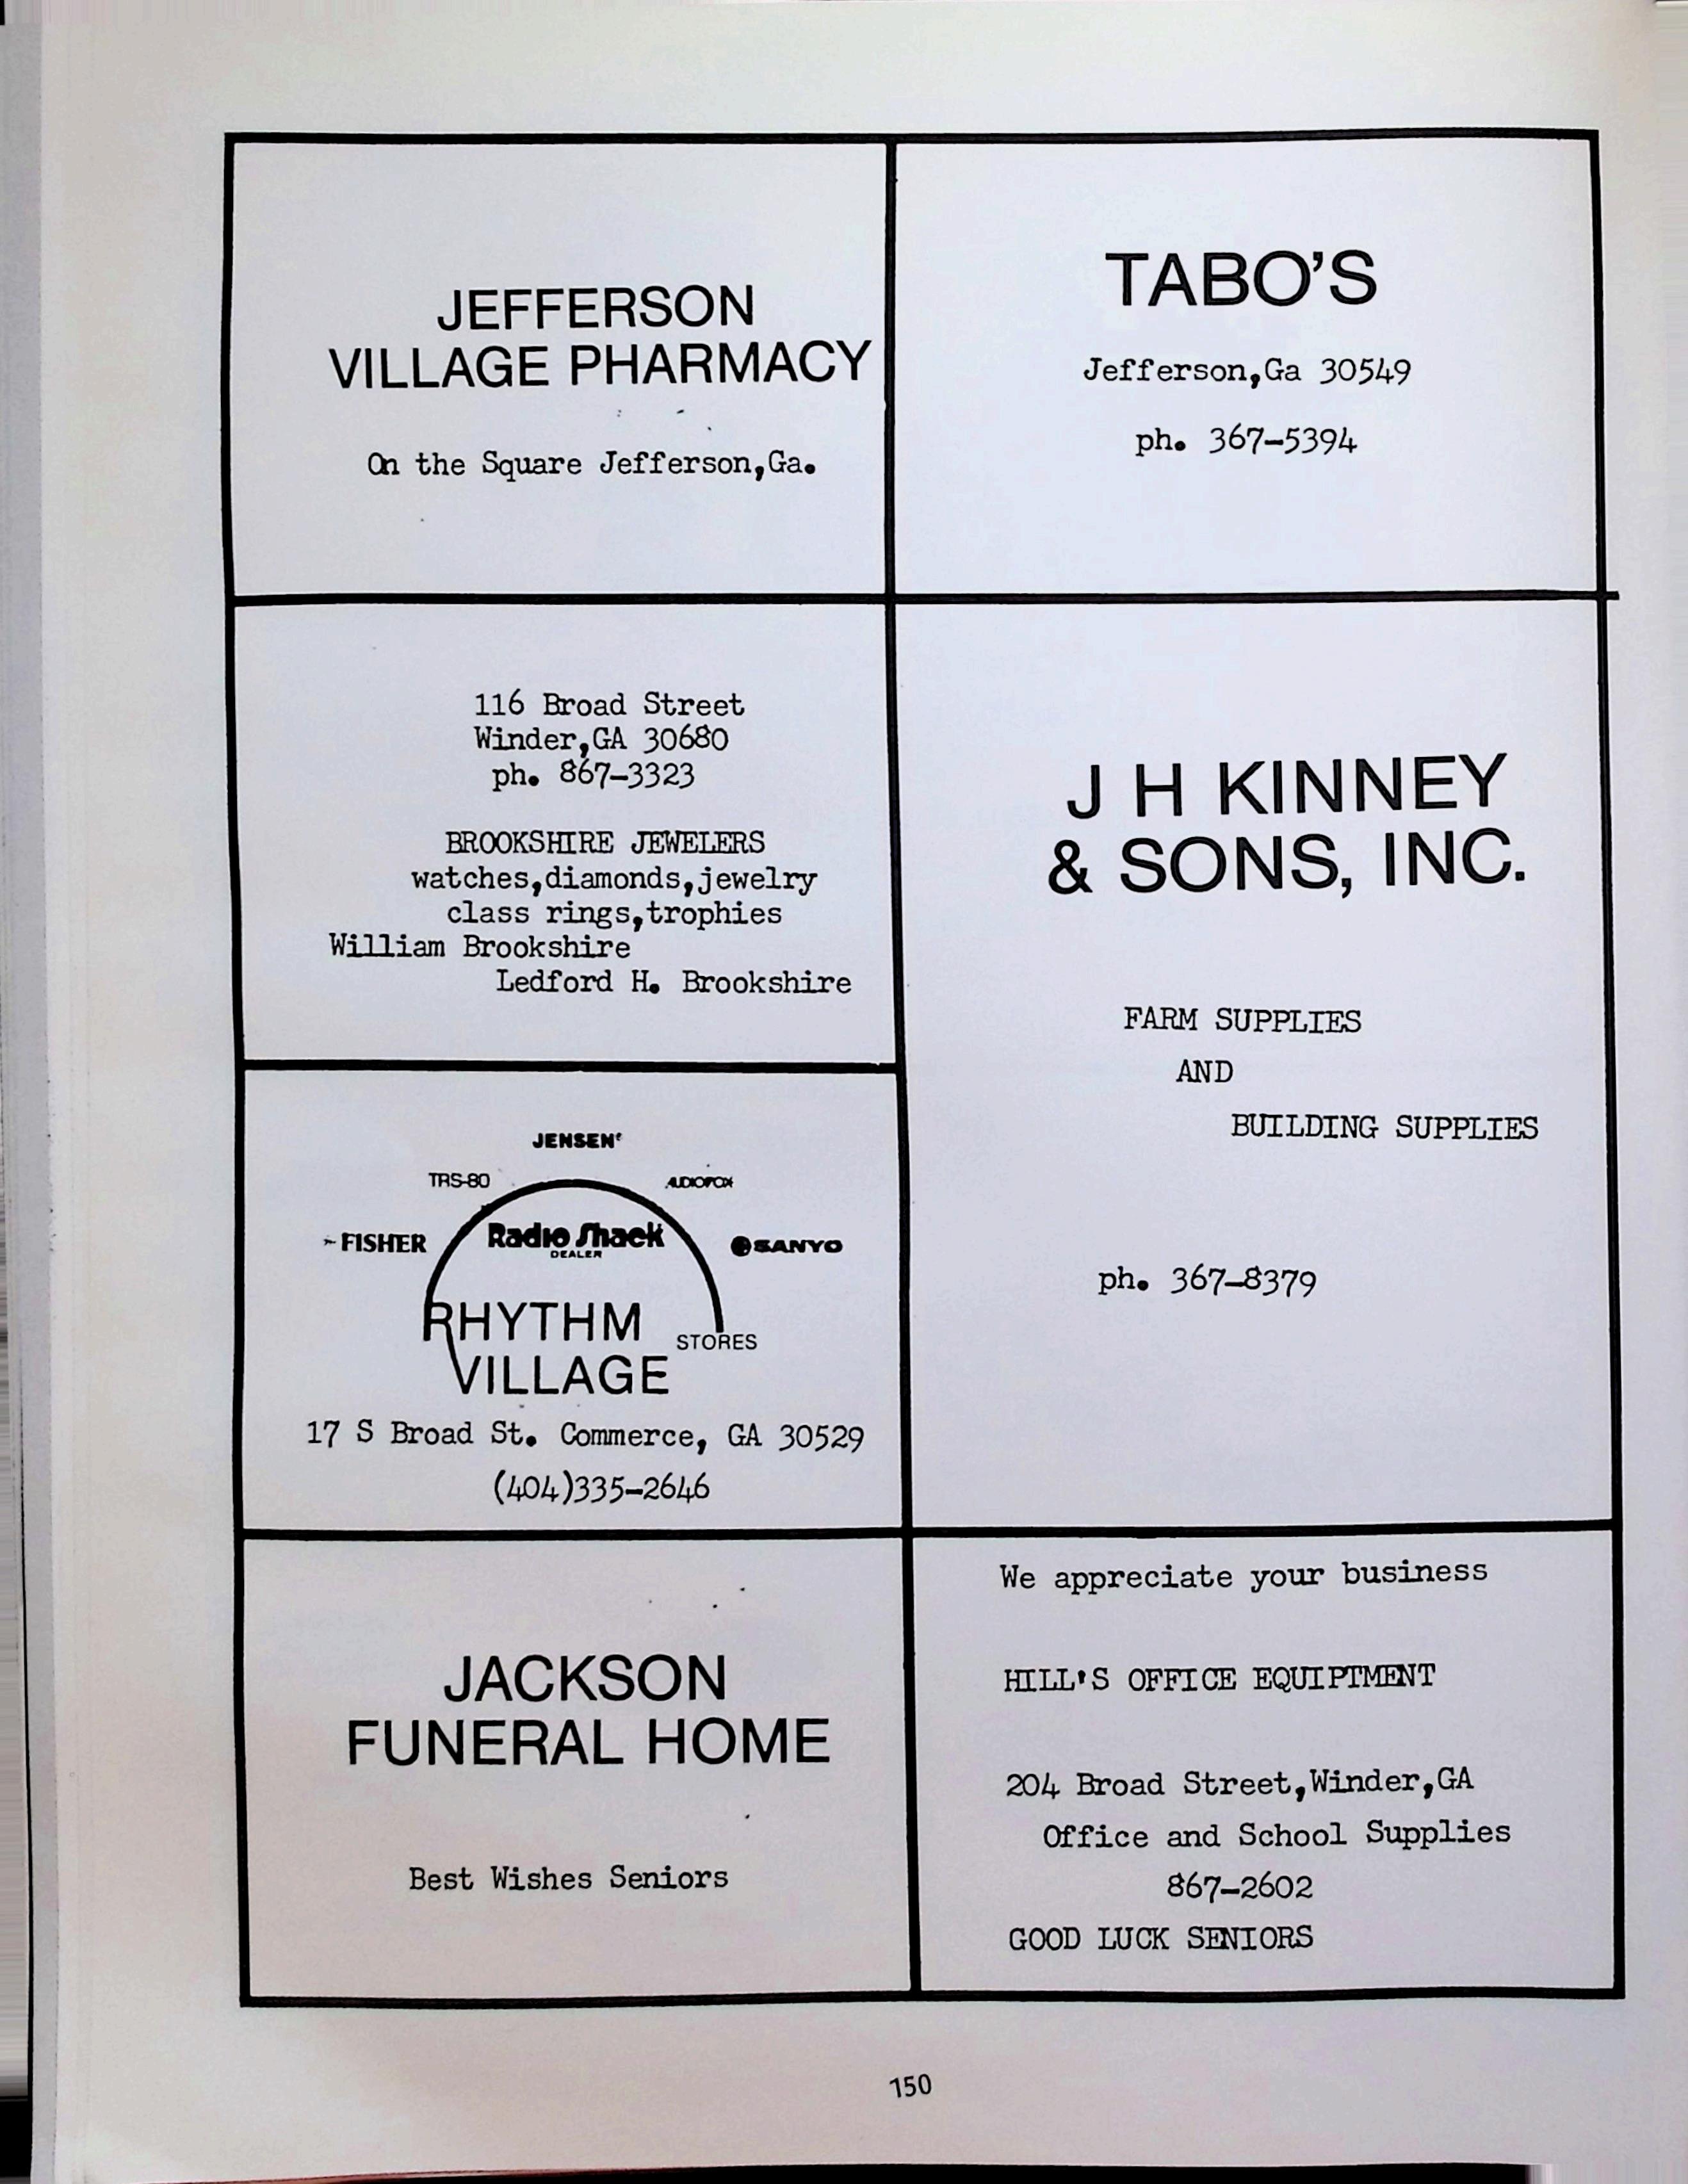 JEFFERSON
VILLAGE PHARMACY
On the Square Jefferson,Ga.
TABO'S
Jefferson,Ga 30549
ph. 367-5394
116 Broad Street
Winder,GA 30680
ph. 867-3323
BROOKSHIRE JEWELERS
watches,diamonds,jewelry
class rings,trophies
William Brookshire
Ledford H. Brookshire
J H KINNEY
& SONS, INC.
FARM SUPPLIES
AND
BUILDING SUPPLIES
ph. 367-8379
JENSEN
TRS-80
AUDIOFOX
FISHER
Radio Shack
DEALER
SANYO
RHYTHM
STORES
VILLAGE
17 S Broad St. Commerce, GA 30529
(404)335-2646
JACKSON
FUNERAL HOME
Best Wishes Seniors
We appreciate your business
HILL'S OFFICE EQUIPTMENT
204 Broad Street,Winder,GA
Office and School Supplies
867-2602
GOOD LUCK SENIORS
150